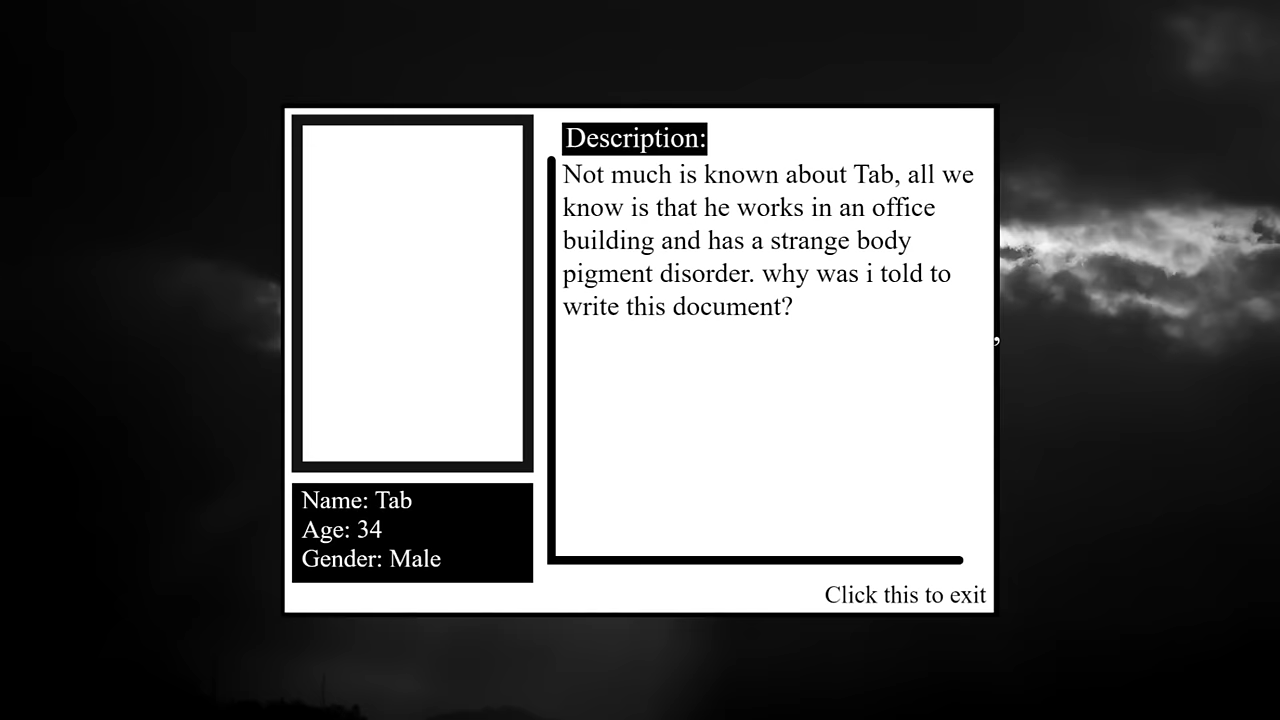 Description:
Not much is known about Tab, all we
know is that he works in an office
building and has a strange body
pigment disorder. why was i told to
write this document?
,
Name: Tab
Age: 34
Gender: Male
Click this to exit